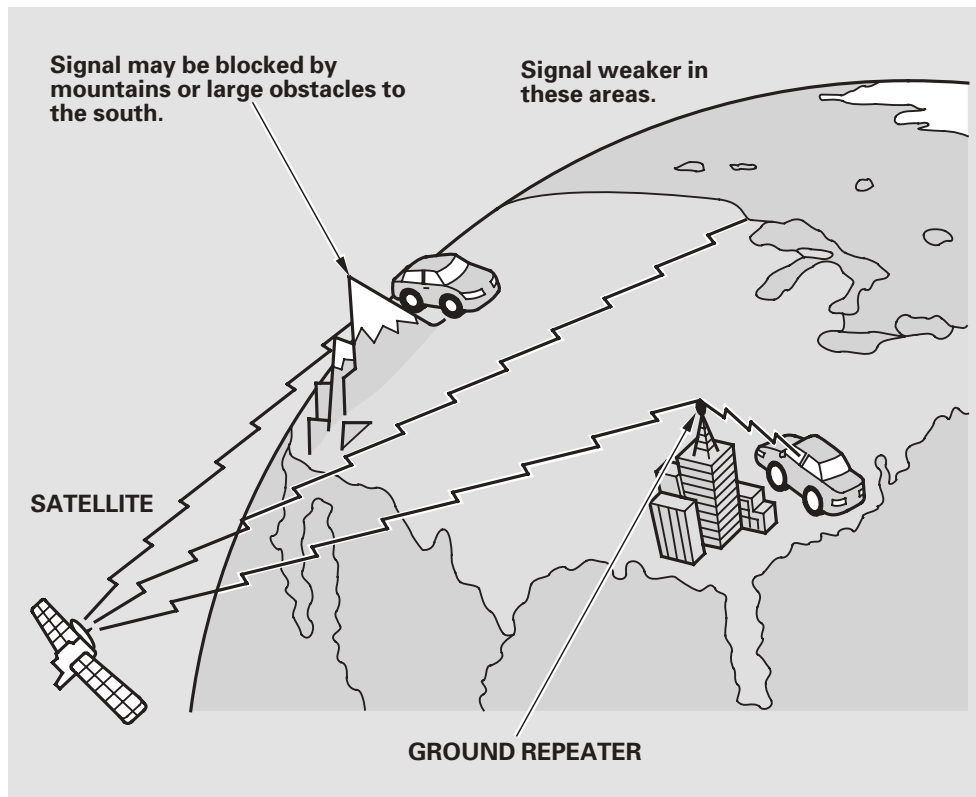 Signal may be blocked by
mountains or large obstacles to
the south.
Signal weaker in
these areas.
SATELLITE
GROUND REPEATER